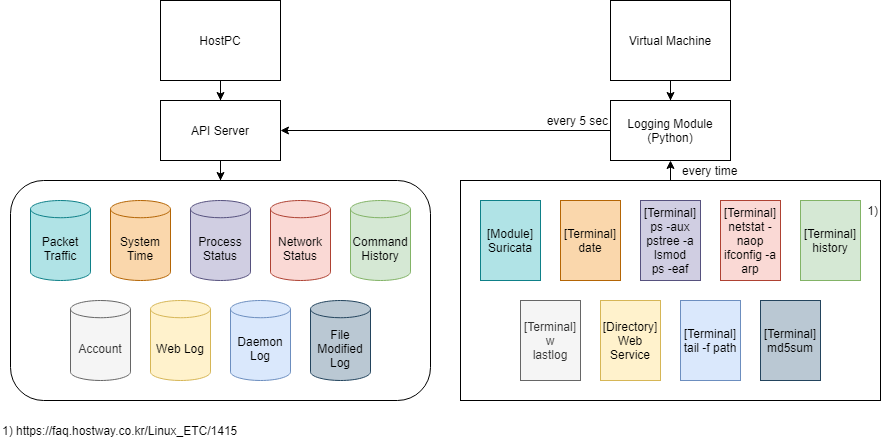 HostPC
Virtual Machine
API Server
every 5 sec
Logging Module
(Python)
every time
Packet
Traffic
System
Time
Process
Status
Network
Status
Command
History
Account
Web Log
Daemon
Log
File
Modified
Log
[Module]
Suricata
[Terminal]
date
[Terminal]
ps -aux
pstree -a
lsmod
ps -eaf
[Terminal]
netstat -
naop
ifconfig -a
arp
[Terminal]
history
1)
[Terminal]
w
lastlog
[Directory]
Web
Service
[Terminal]
tail -f path
[Terminal]
md5sum
1) https://faq.hostway.co.kr/Linux_ETC/1415